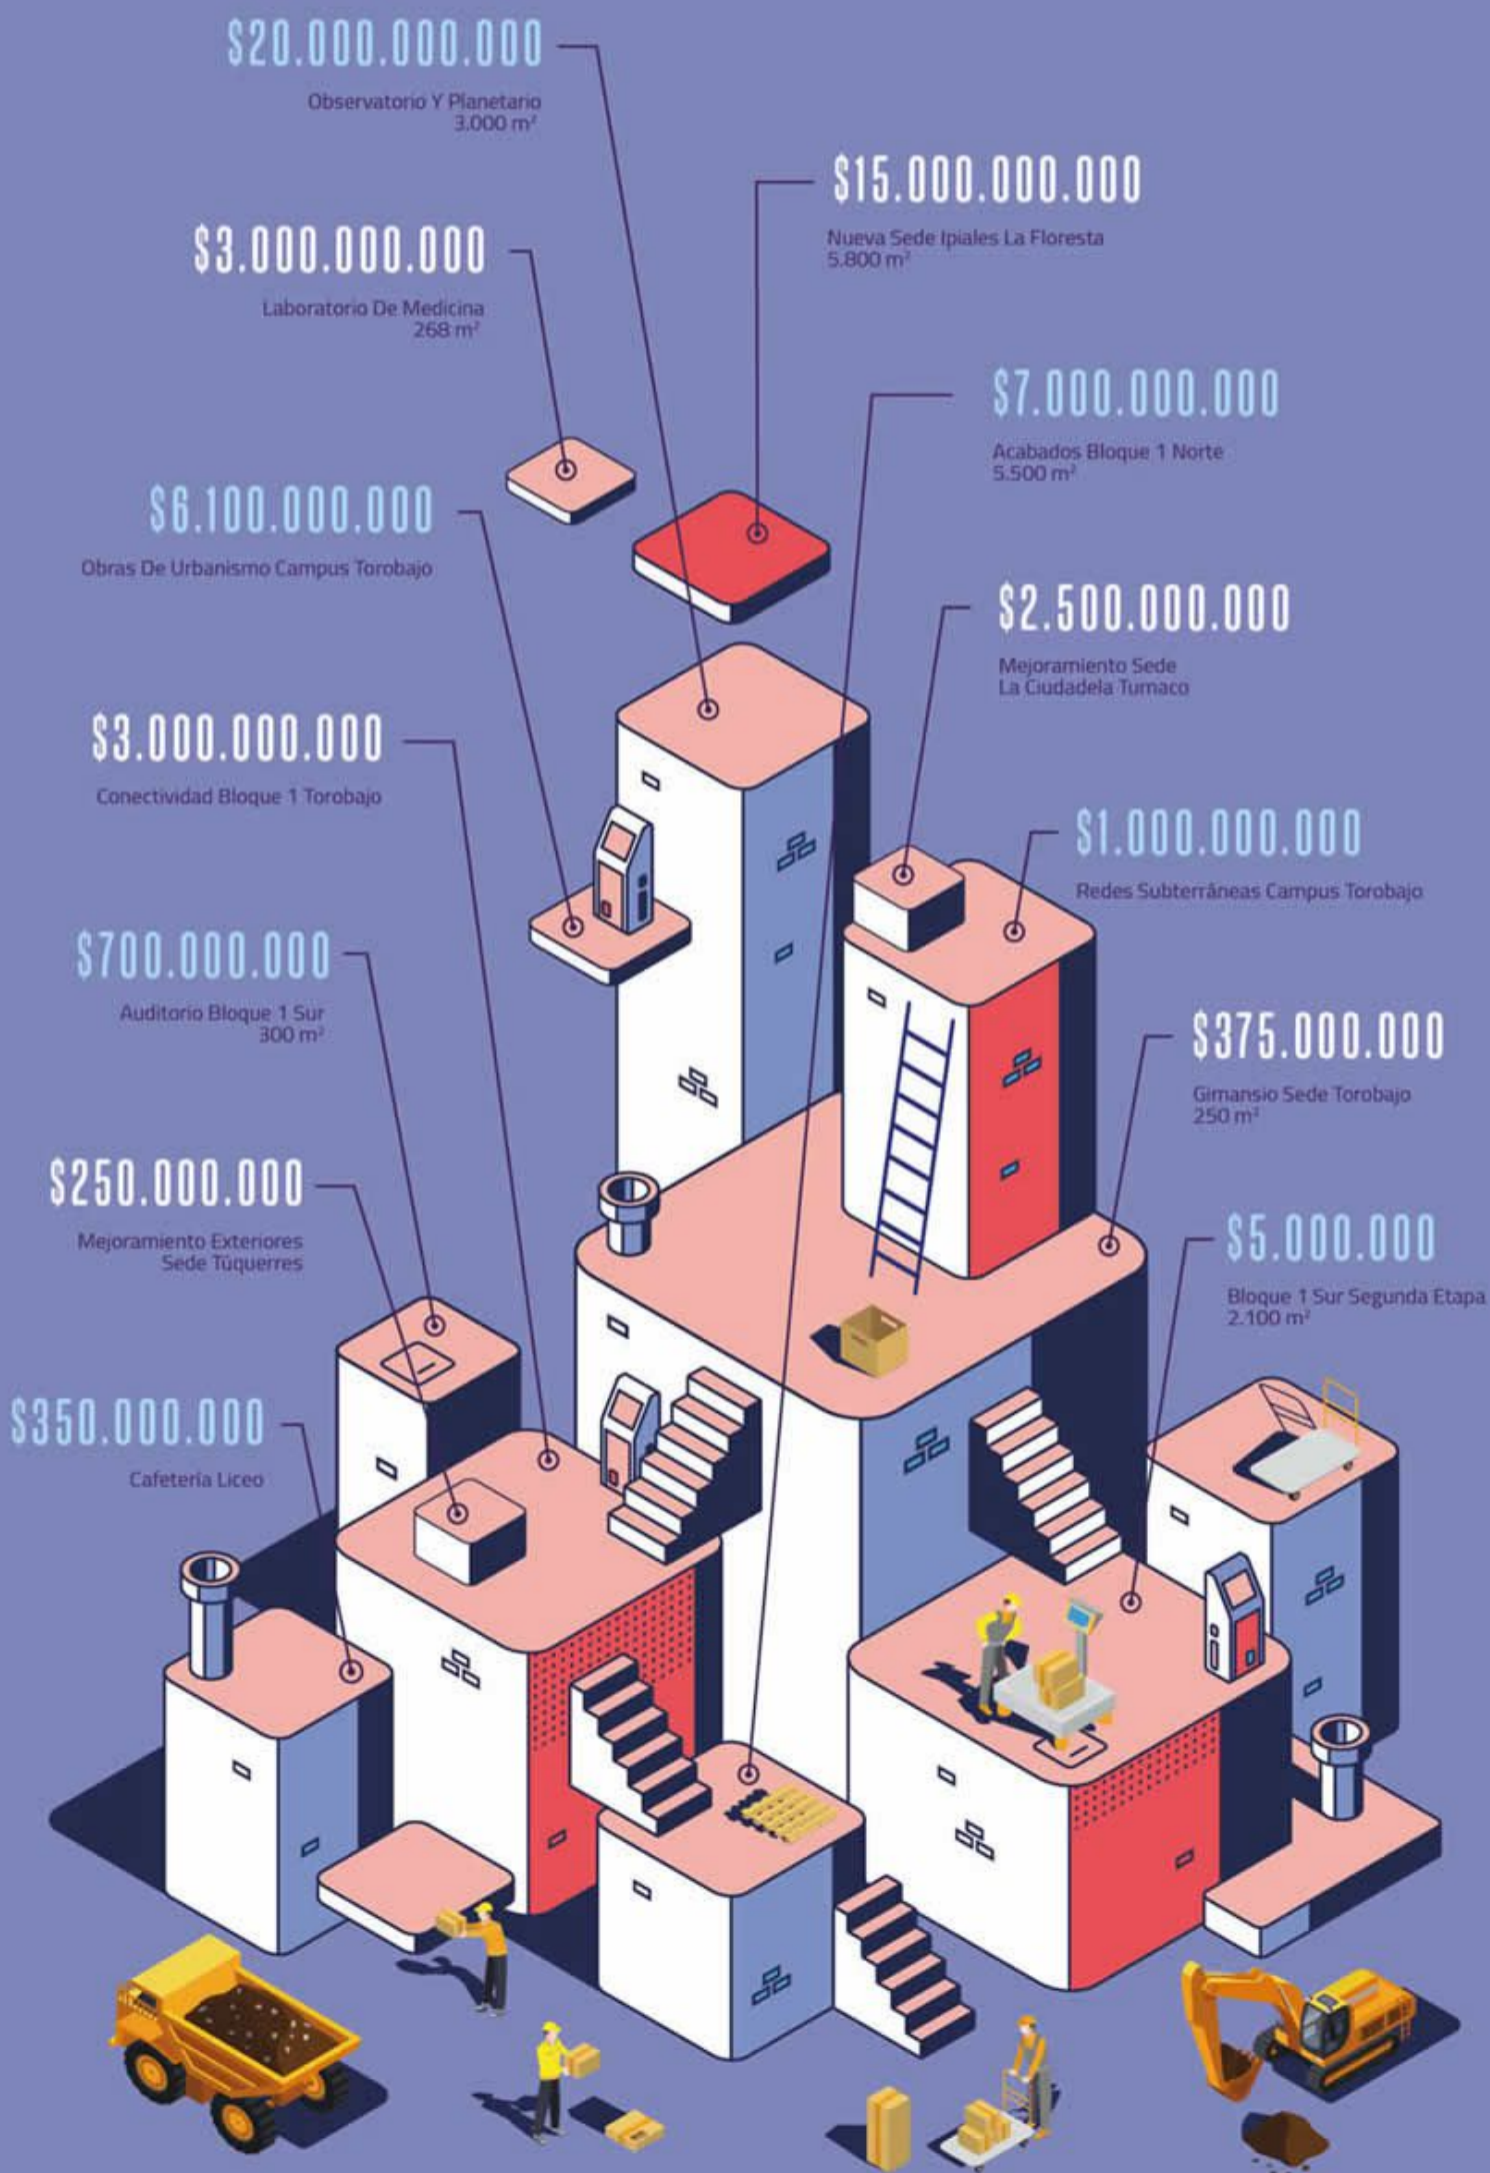 $20.000.000.000
Observatorio Y Planetario
3.000 m²
$15.000.000.000
Nueva Sede Ipiales La Floresta
5.800 m²
$3.000.000.000
Laboratorio De Medicina
268 m²
$7.000.000.000
Acabados Bloque 1 Norte
5.500 m²
$6.100.000.000
Obras De Urbanismo Campus Torobajo
$2.500.000.000
Mejoramiento Sede
La Ciudadela Tumaco
$3.000.000.000
Conectividad Bloque 1 Torobajo
$1.000.000.000
Redes Subterráneas Campus Torobajo
$700.000.000
Auditorio Bloque 1 Sur
300 m²
$375.000.000
Gimansio Sede Torobajo
250 m²
$250.000.000
Mejoramiento Exteriores
Sede Túquerres
$5.000.000
Bloque 1 Sur Segunda Etapa
2.100 m²
$350.000.000
Cafetería Liceo